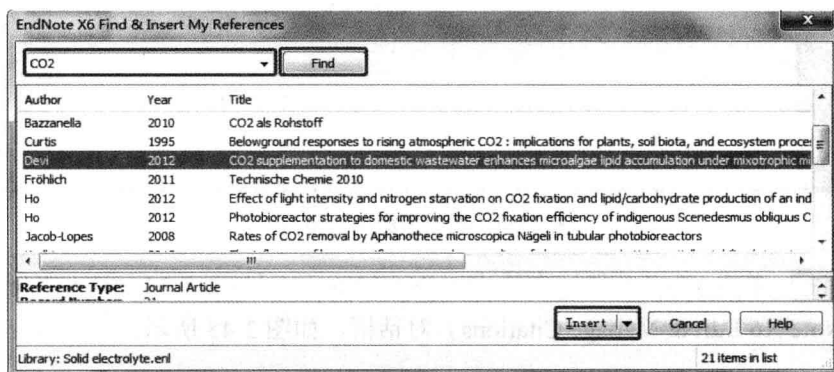 EndNote X6 Find & Insert My References
CO2 Find
Author Year Title
Bazzanella 2010 CO2 als Rohstoff
Curtis 1995 Belowground responses to rising atmospheric CO2 : implications for plants, soil biota, and ecosystem proce
Devi 2012 CO2 supplementation to domestic wastewater enhances microalgae lipid accumulation under mixotrophic mi
Fröhlich 2011 Technische Chemie 2010
Ho 2012 Effect of light intensity and nitrogen starvation on CO2 fixation and lipid/carbohydrate production of an ind
Ho 2012 Photobioreactor strategies for improving the CO2 fixation efficiency of indigenous Scenedesmus obliquus C
Jacob-Lopes 2008 Rates of CO2 removal by Aphanothece microscopica Nägeli in tubular photobioreactors
Reference Type: Journal Article
Insert Cancel Help
Library: Solid electrolyte.enl 21 items in list